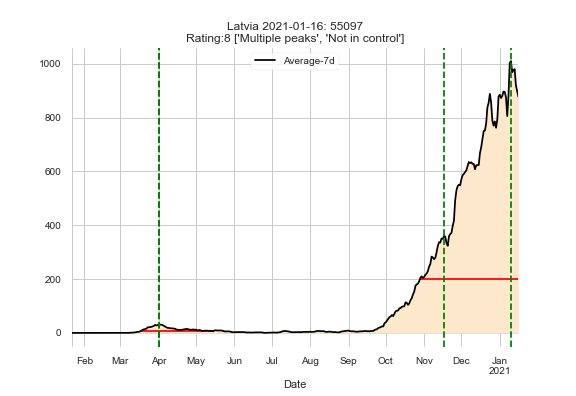 Latvia 2021-01-16: 55097
Rating:8 ['Multiple peaks', 'Not in control']
Average-7d
1000
800
600
400
200
0
Feb Mar Apr May Jun Jul Aug Sep Oct Nov Dec Jan
2021
Date